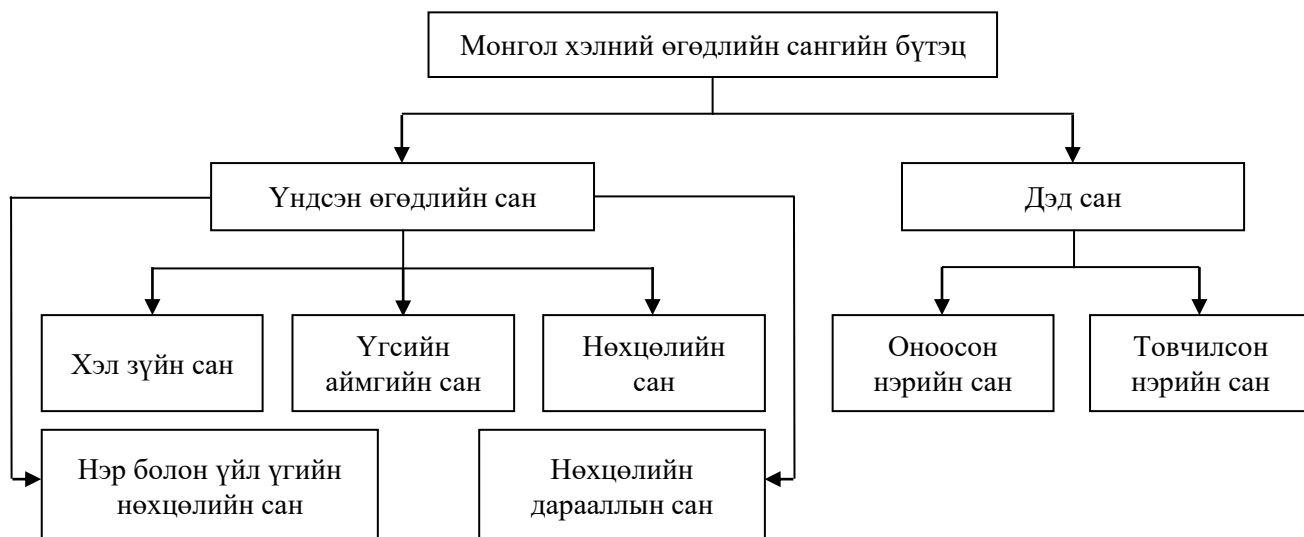 Монгол хэлний өгөдлийн сангийн бүтэц
Үндсэн өгөдлийн сан
Дэд сан
Хэл зүйн сан
Үгсийн
аймгийн сан
Нөхцөлийн
сан
Оноосон
нэрийн сан
Товчилсон
нэрийн сан
Нэр болон үйл үгийн
нөхцөлийн сан
Нөхцөлийн
дарааллын сан